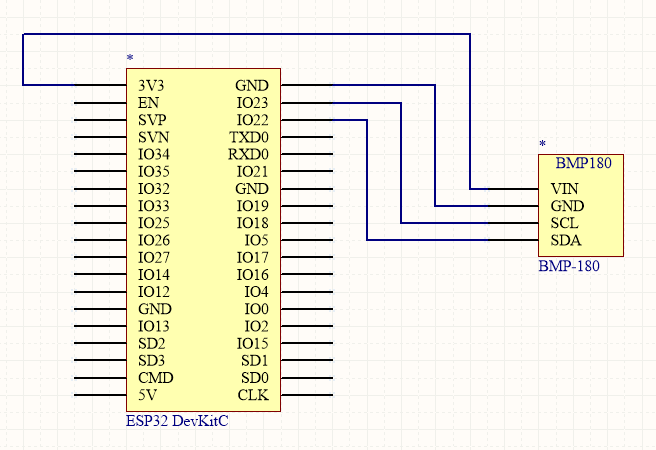 *
3V3 GND
EN IO23
SVP IO22
SVN TXD0
IO34 RXD0
IO35 IO21
IO32 GND
IO33 IO19
IO25 IO18
IO26 IO5
IO27 IO17
IO14 IO16
IO12 IO4
GND IO0
IO13 IO2
SD2 IO15
SD3 SD1
CMD SD0
5V CLK
ESP32 DevKitC
*
BMP180
VIN
GND
SCL
SDA
BMP-180